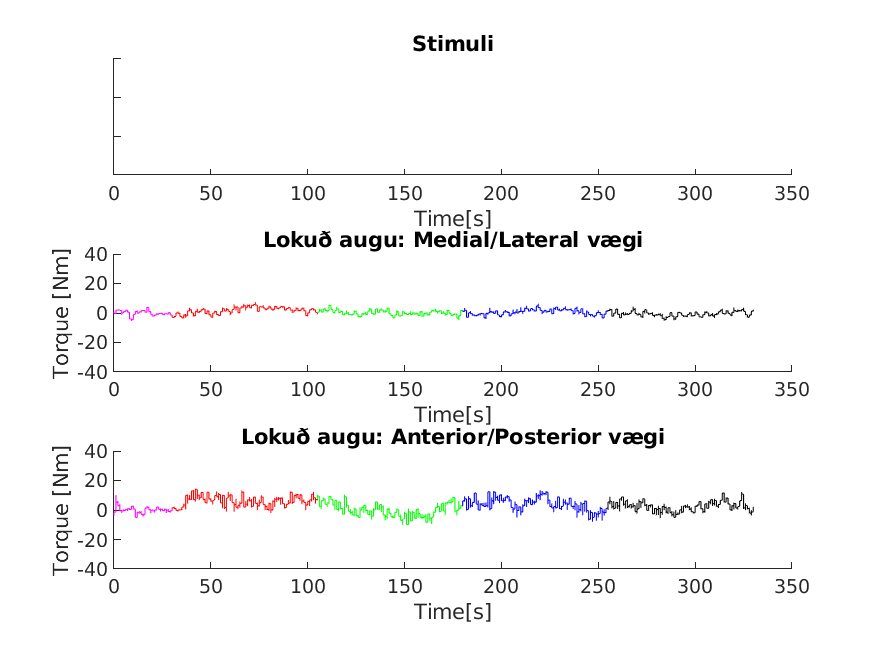 Stimuli
0 50 100 150 200 250 300 350
Time[s]
Lokuð augu: Medial/Lateral vægi
Torque [Nm]
40
20
0
-20
-40
0 50 100 150 200 250 300 350
Time[s]
Lokuð augu: Anterior/Posterior vægi
Torque [Nm]
40
20
0
-20
-40
0 50 100 150 200 250 300 350
Time[s]